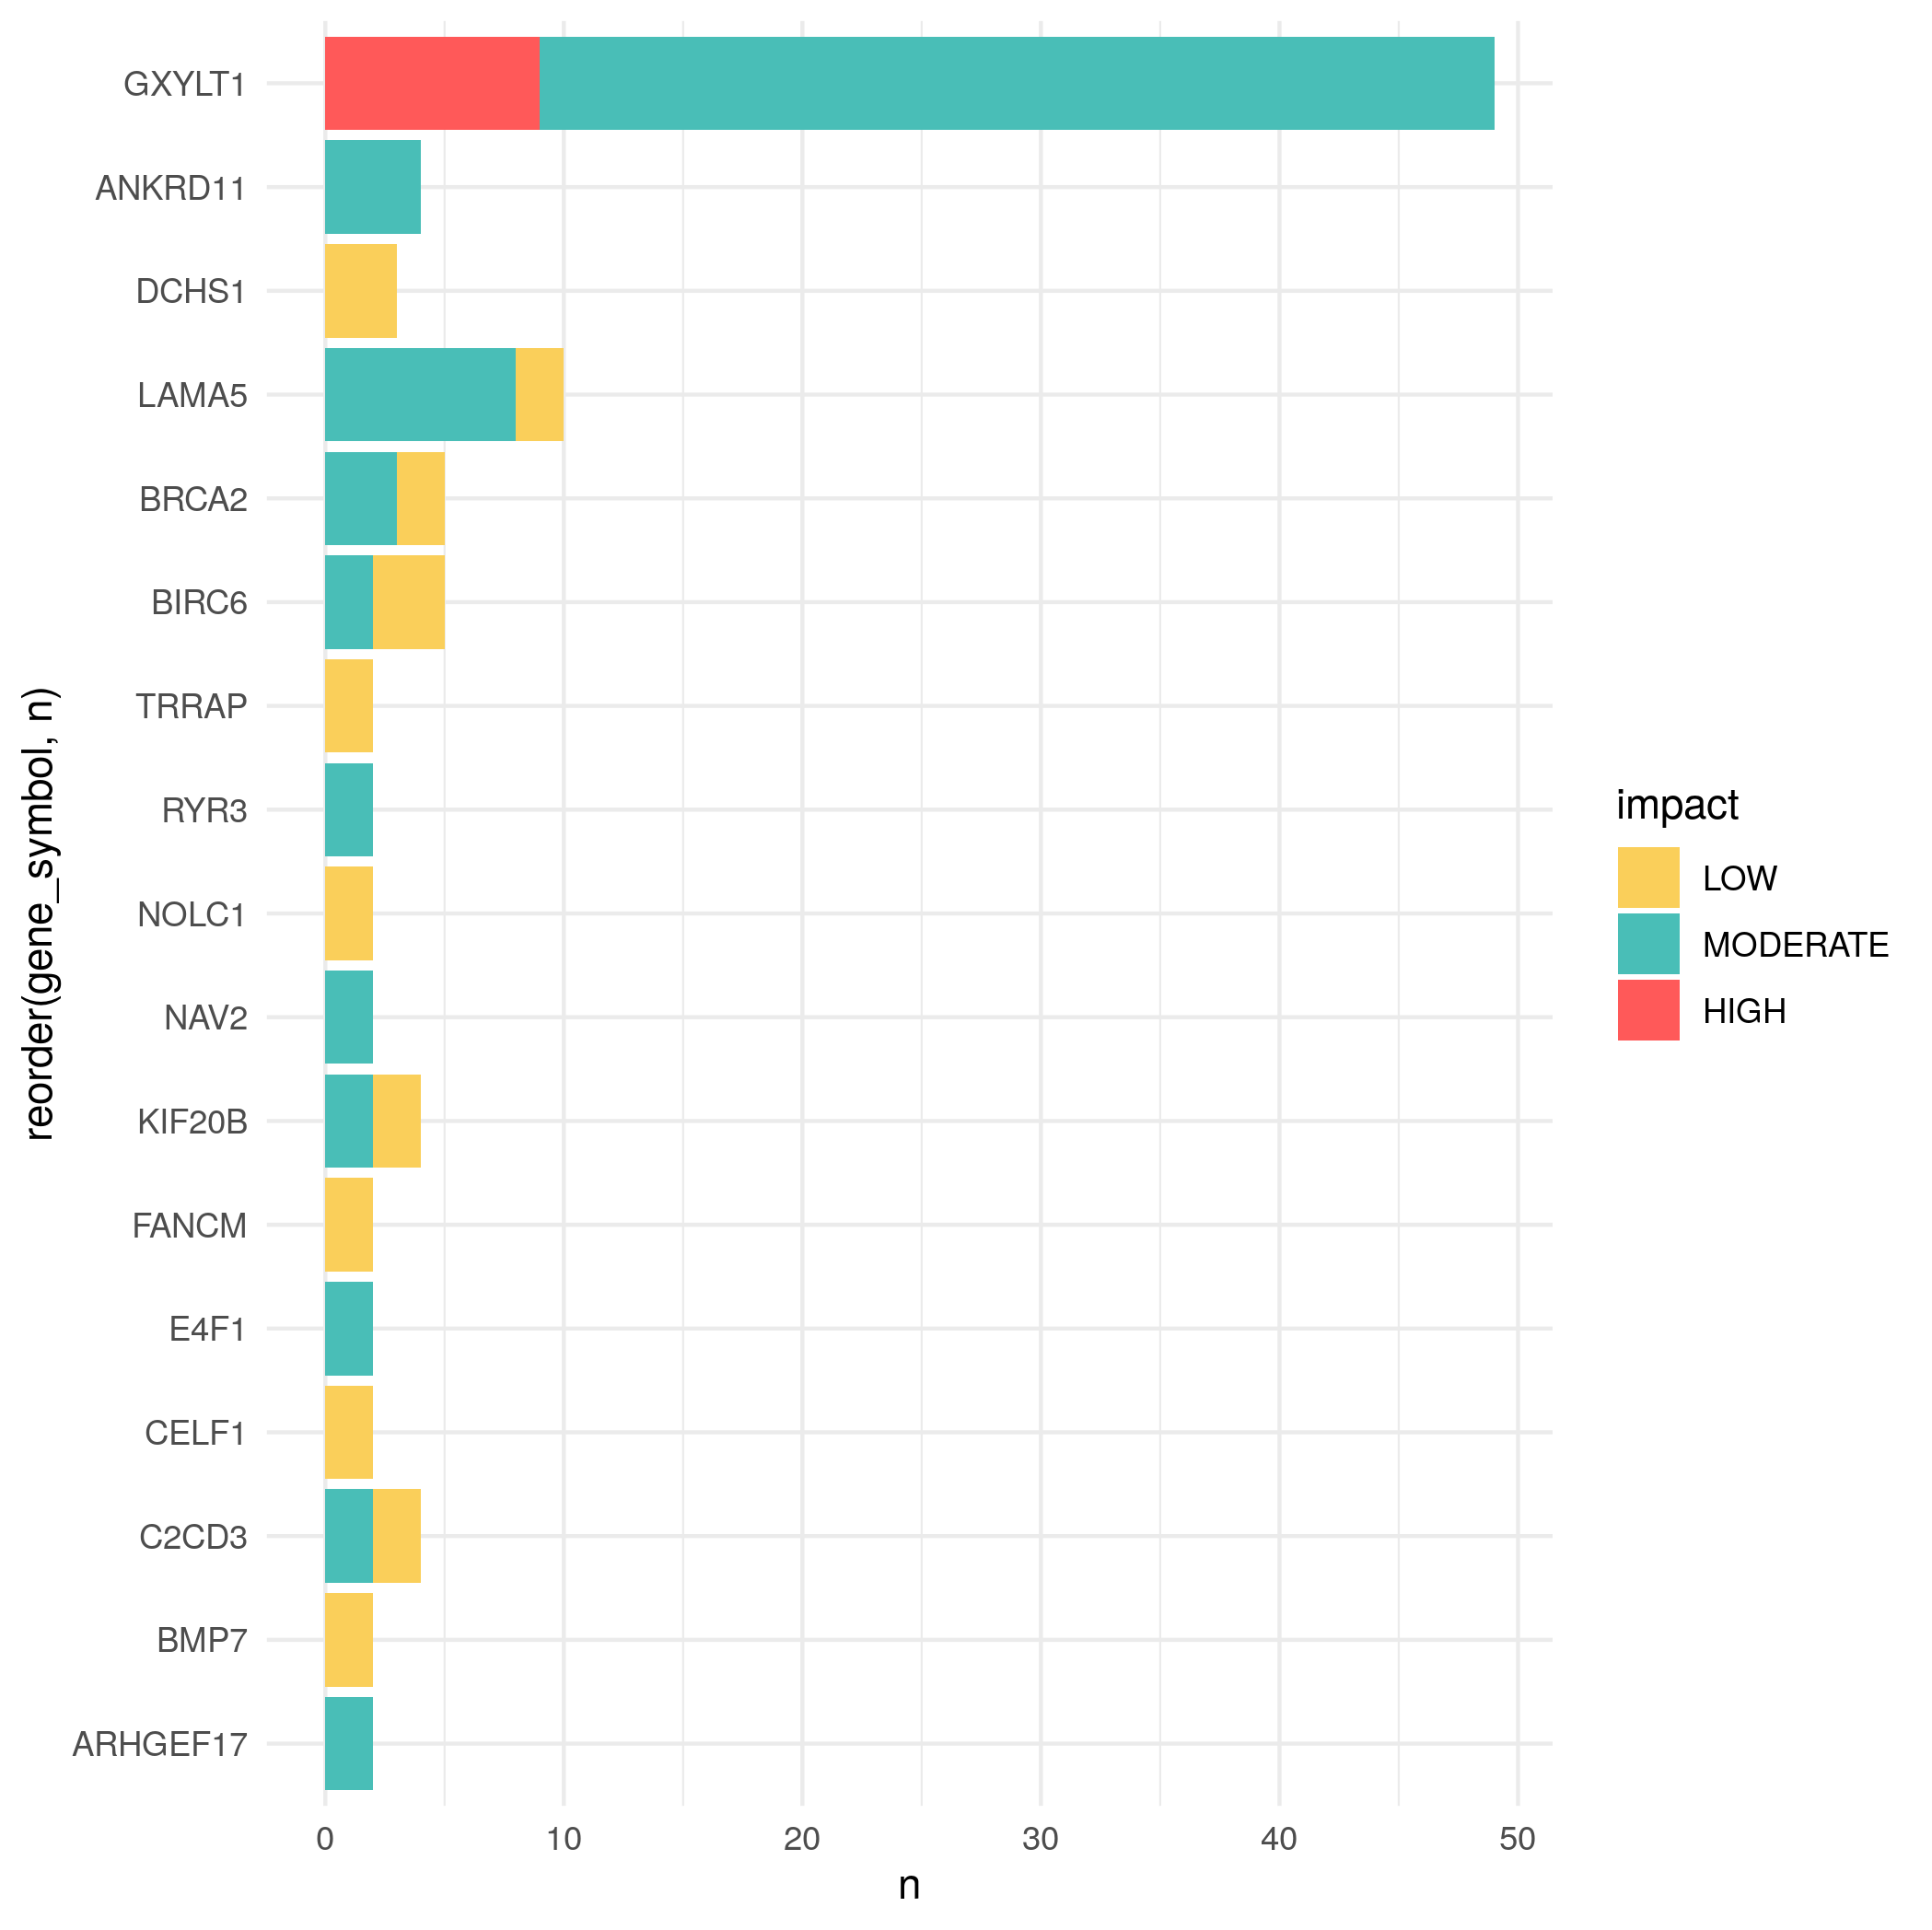 GXYLT1
ANKRD11
DCHS1
LAMA5
BRCA2
BIRC6
TRRAP
RYR3
NOLC1
NAV2
KIF20B
FANCM
E4F1
CELF1
C2CD3
BMP7
ARHGEF17
reorder(gene_symbol, n)
0 10 20 30 40 50
n
impact
LOW
MODERATE
HIGH